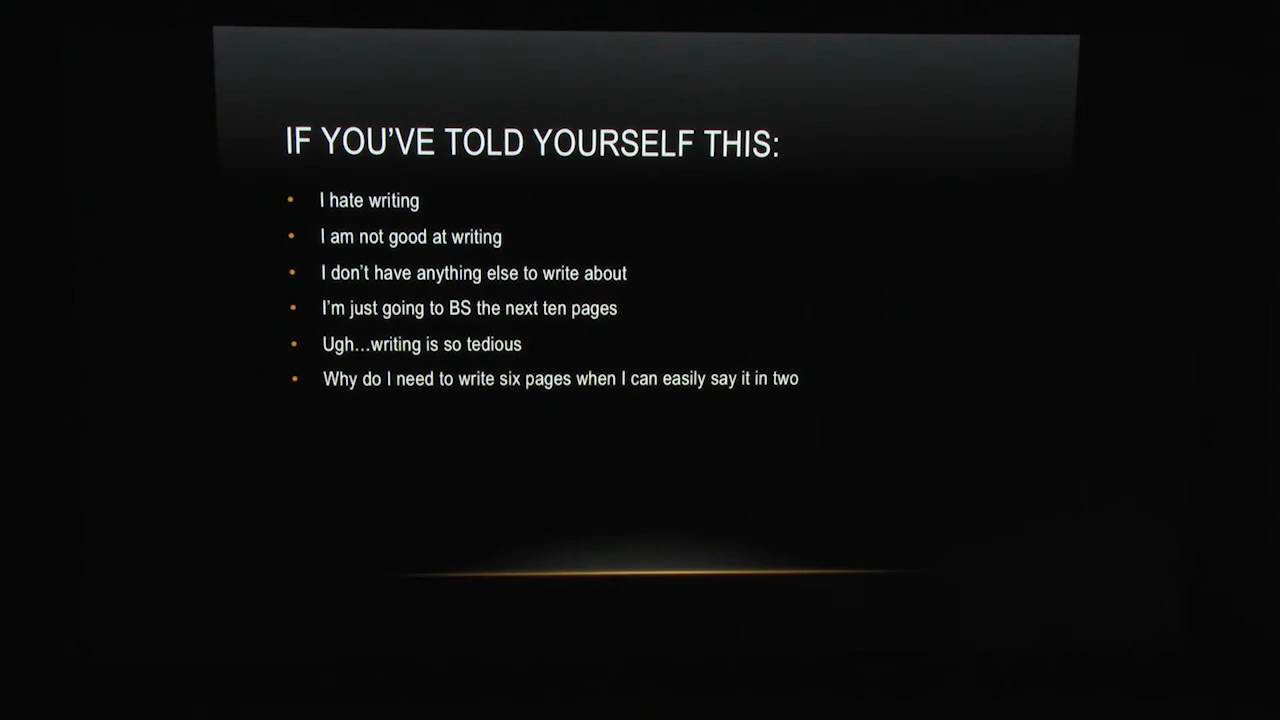 IF YOU'VE TOLD YOURSELF THIS:
• I hate writing
• I am not good at writing
• I don't have anything else to write about
• I'm just going to BS the next ten pages
• Ugh…writing is so tedious
• Why do I need to write six pages when I can easily say it in two